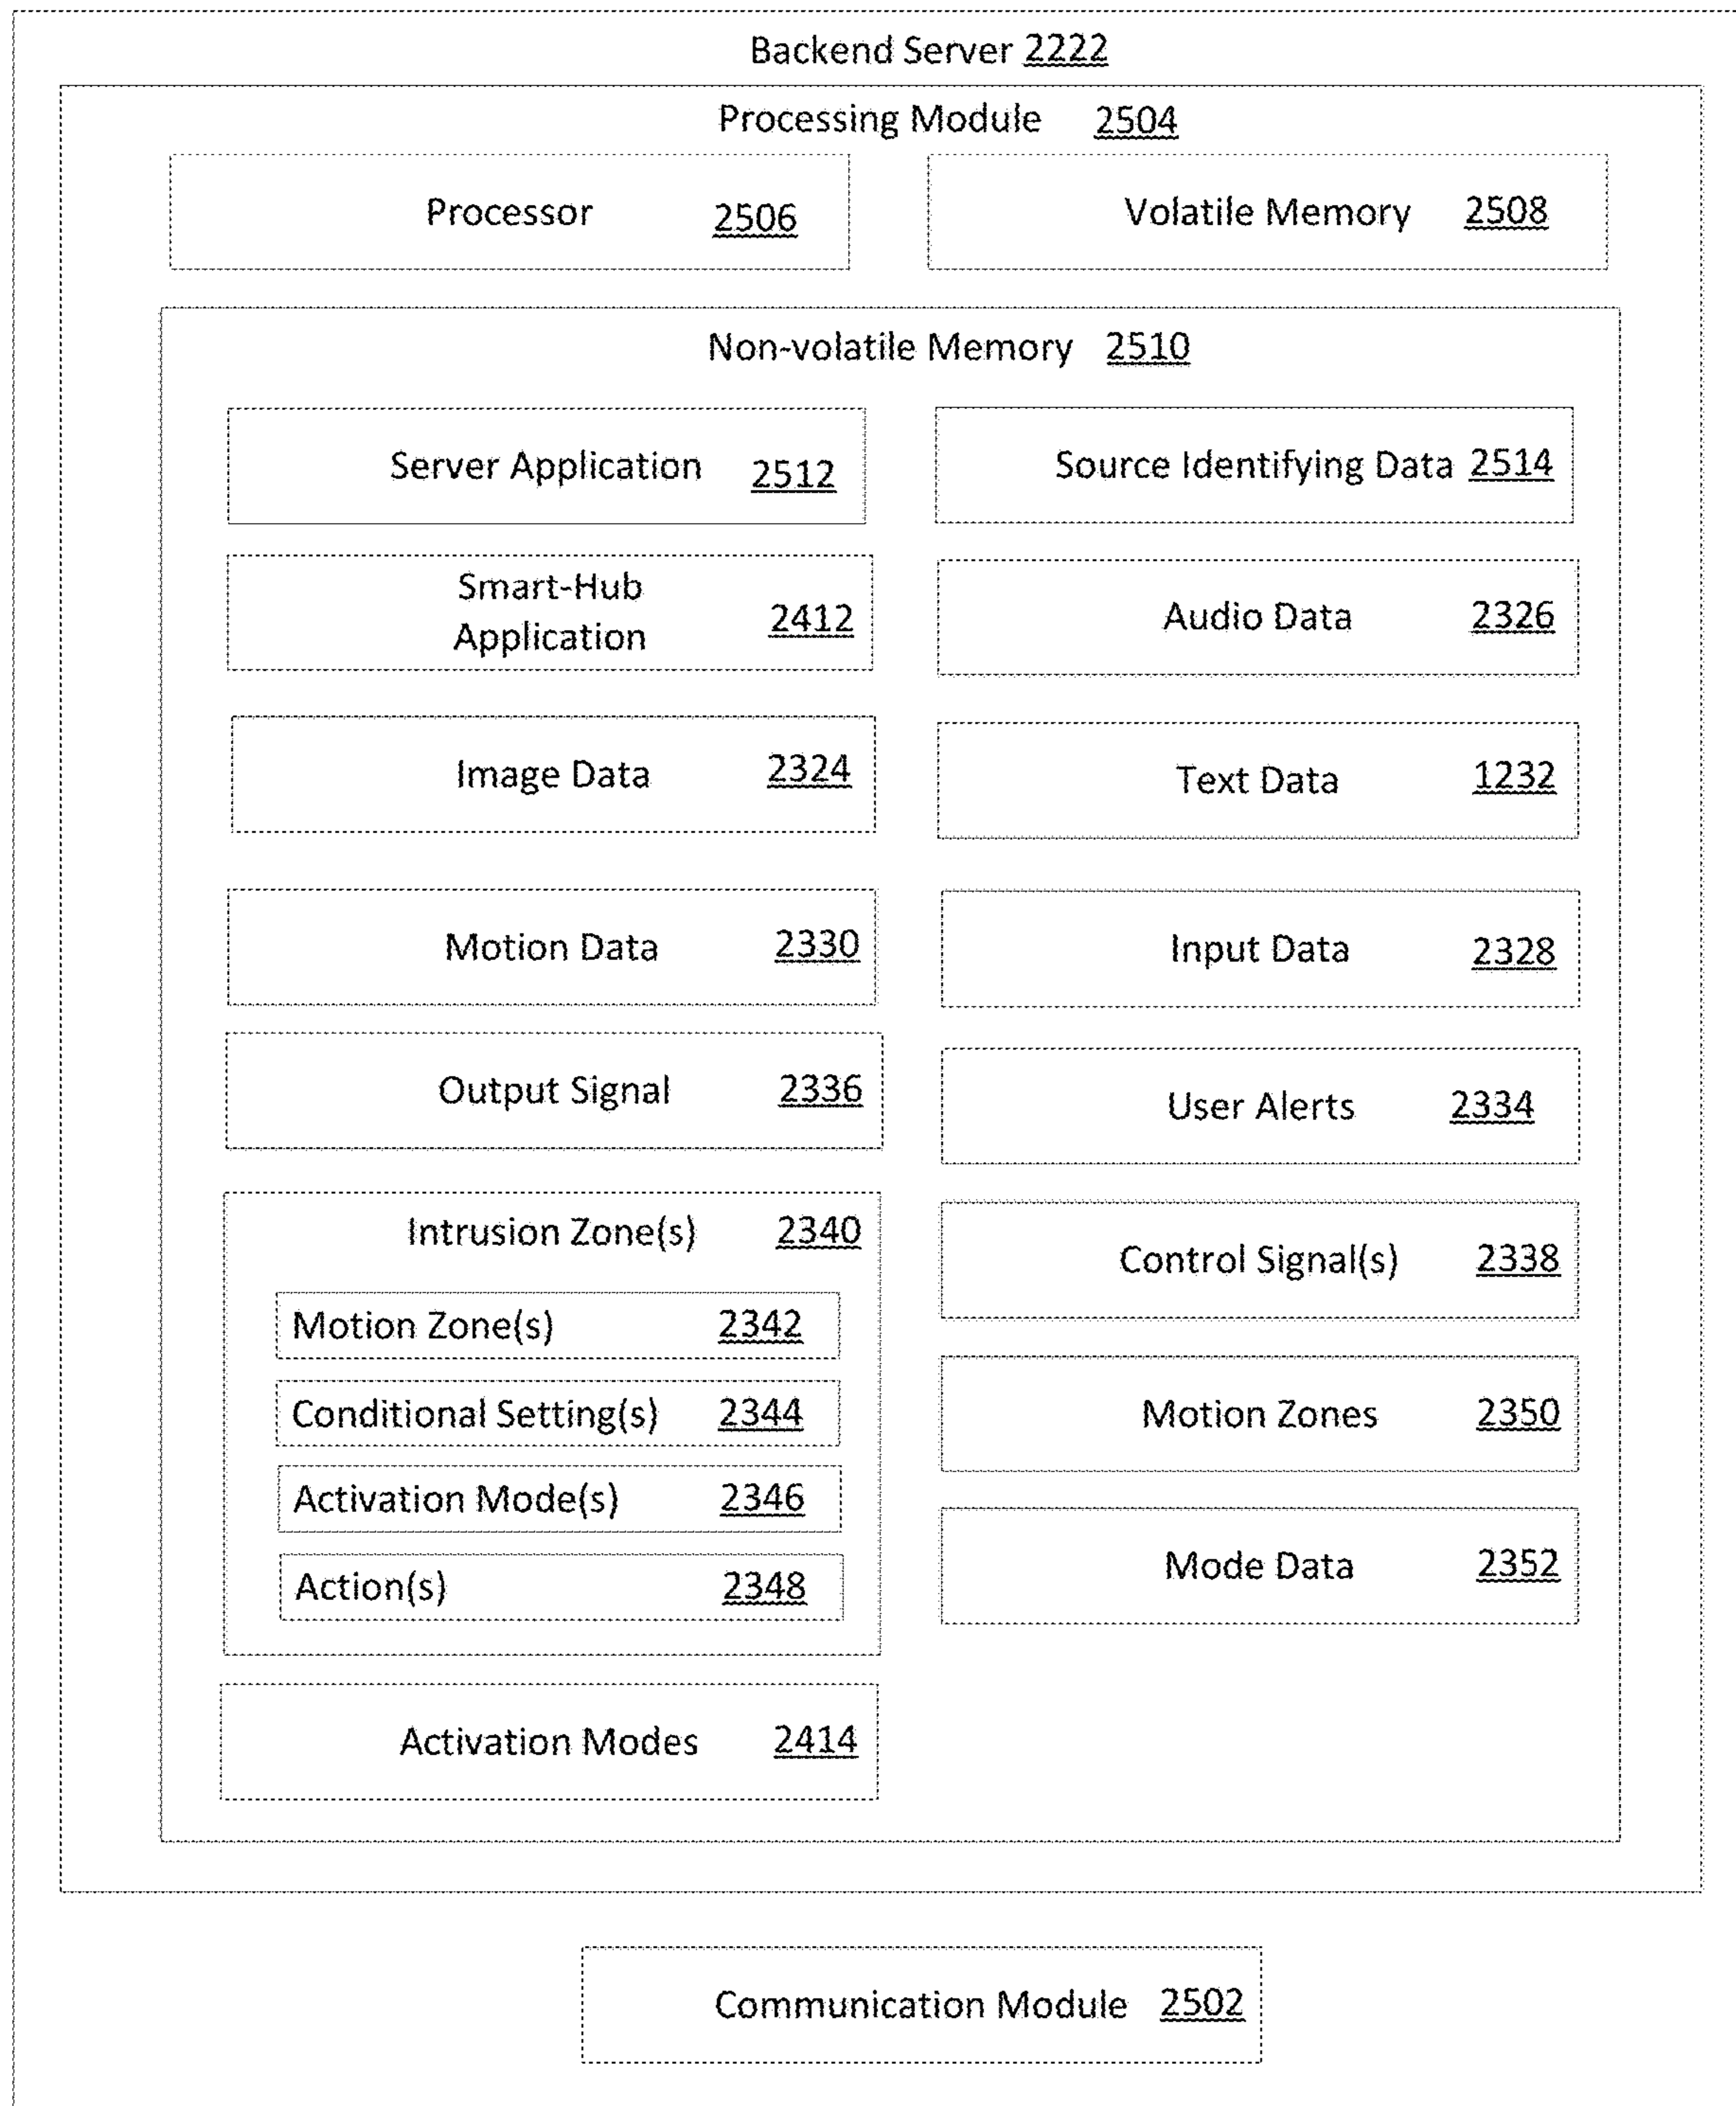 Backend Server 2222
Processing Module 2504
Processor 2506
Volatile Memory 2508
Non-volatile Memory 2510
Server Application 2512
Source Identifying Data 2514
Smart-Hub
Application 2412
Audio Data 2326
Image Data 2324
Text Data 1232
Motion Data 2330
Input Data 2328
Output Signal 2336
User Alerts 2334
Intrusion Zone(s) 2340
Motion Zone(s) 2342
Conditional Setting(s) 2344
Activation Mode(s) 2346
Action(s) 2348
Control Signal(s) 2338
Motion Zones 2350
Mode Data 2352
Activation Modes 2414
Communication Module 2502